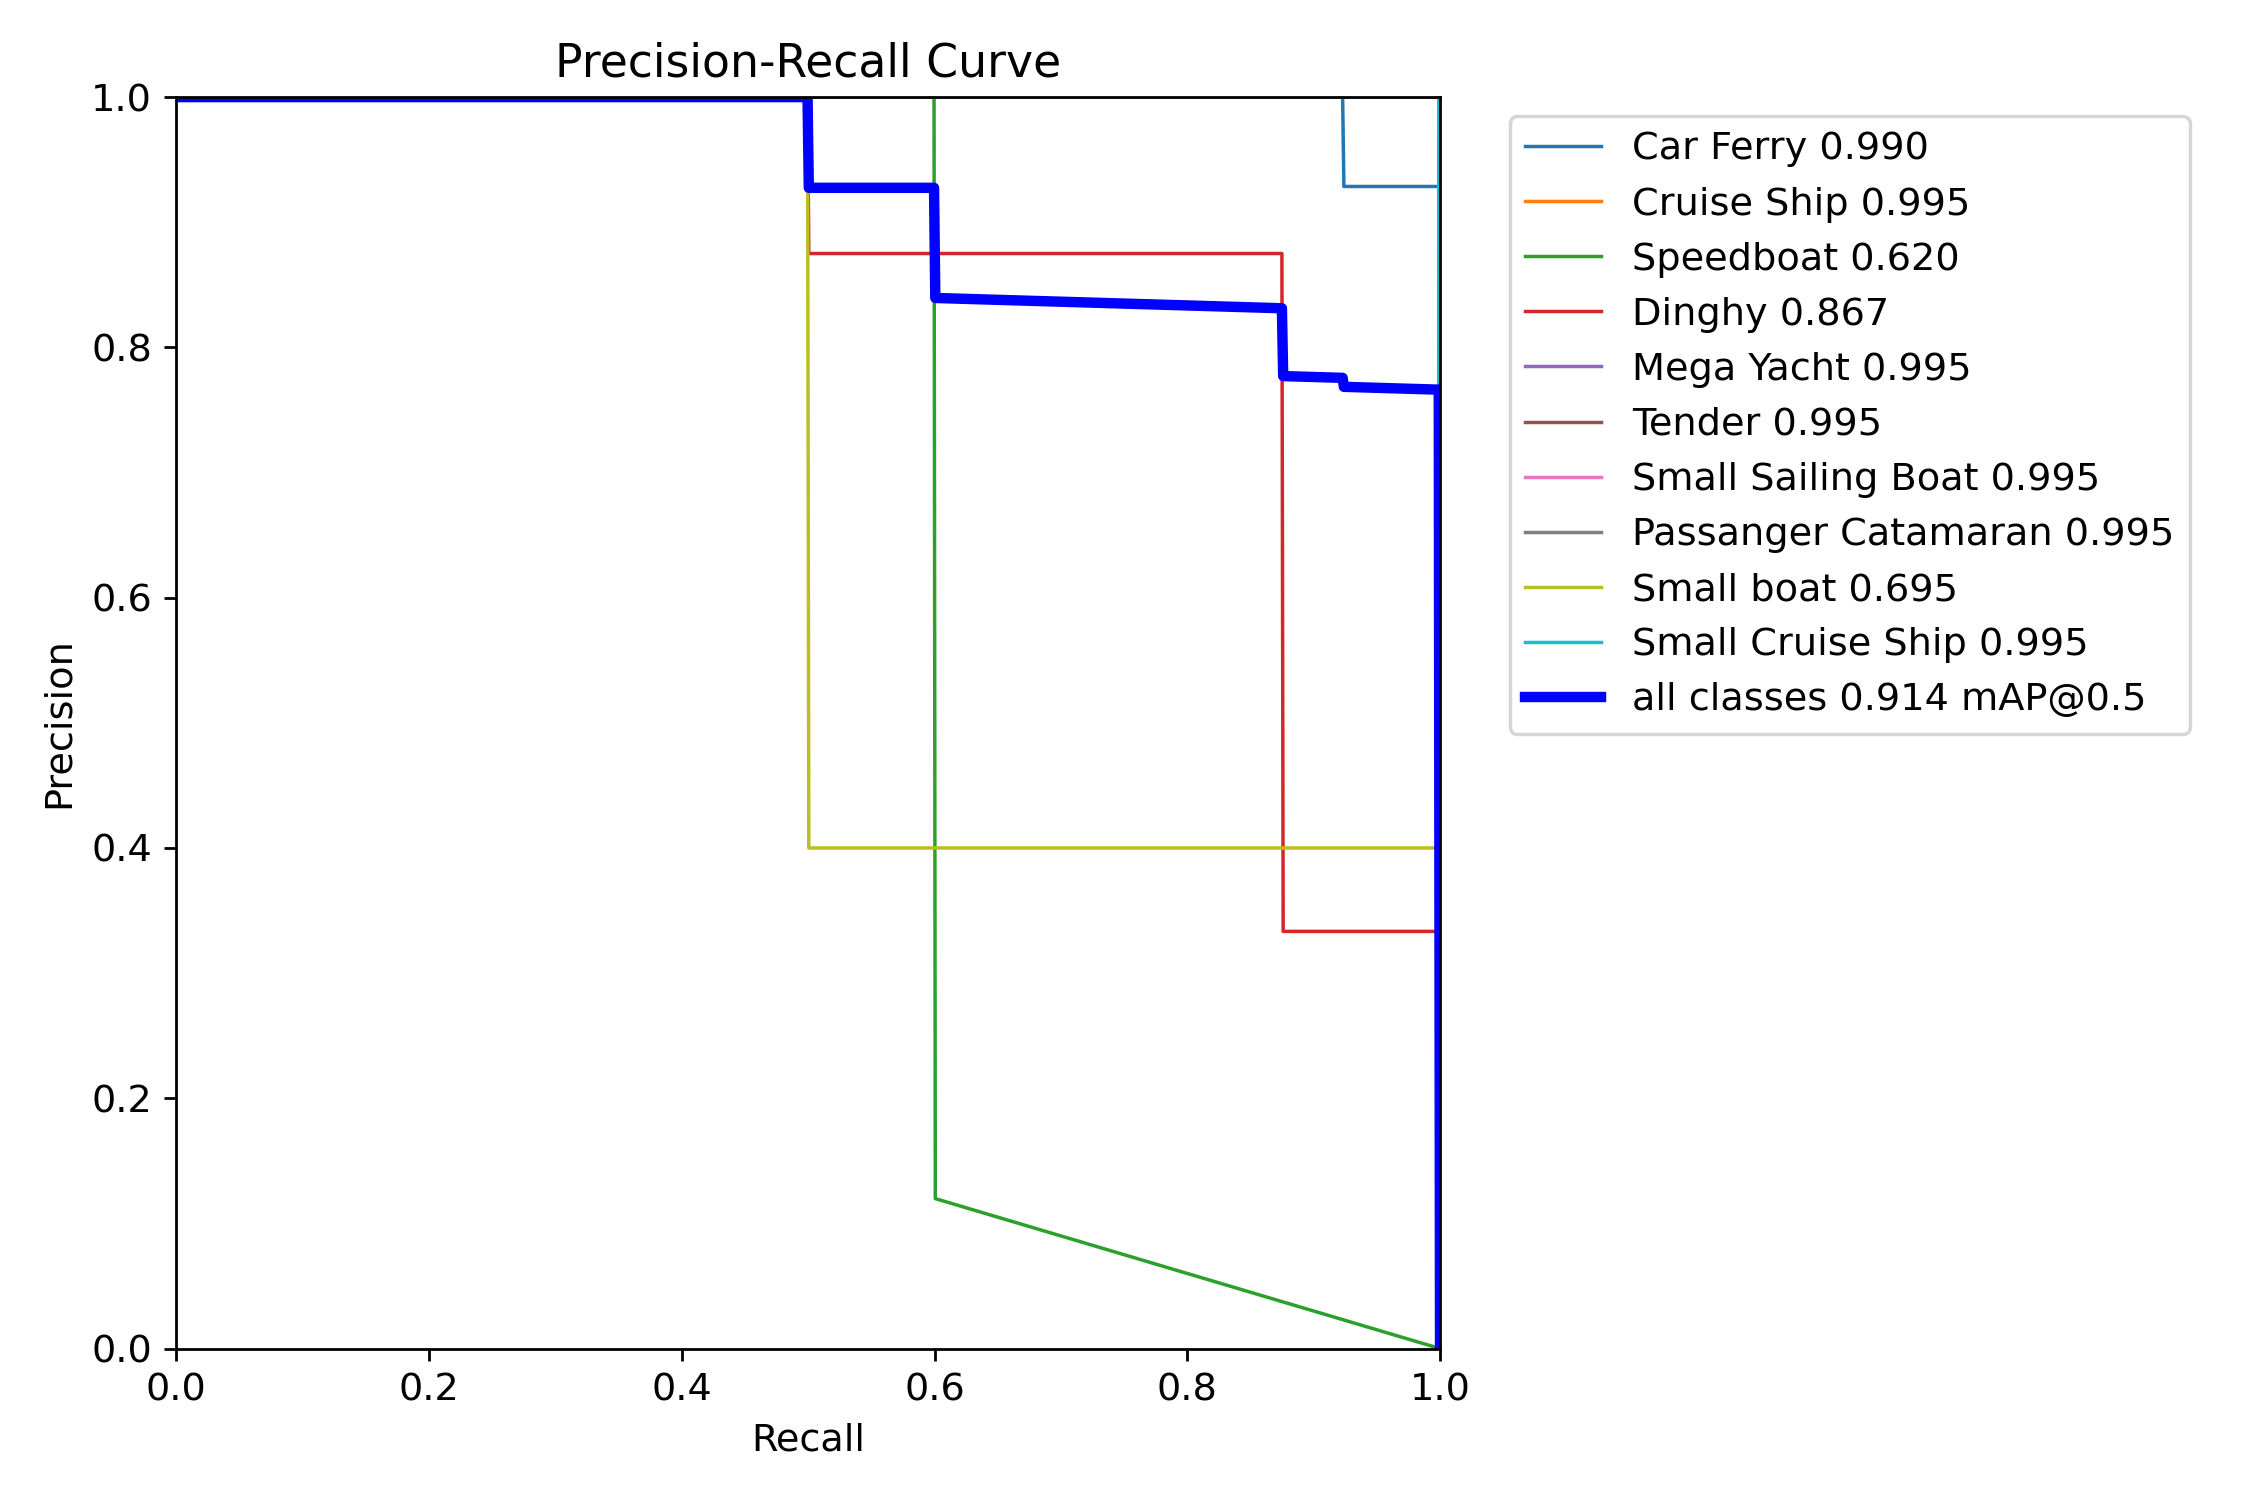 Precision-Recall Curve
1.0
0.8
0.6
0.4
0.2
0.0
Precision
0.0 0.2 0.4 0.6 0.8 1.0
Recall
Car Ferry 0.990
Cruise Ship 0.995
Speedboat 0.620
Dinghy 0.867
Mega Yacht 0.995
Tender 0.995
Small Sailing Boat 0.995
Passanger Catamaran 0.995
Small boat 0.695
Small Cruise Ship 0.995
all classes 0.914 mAP@0.5